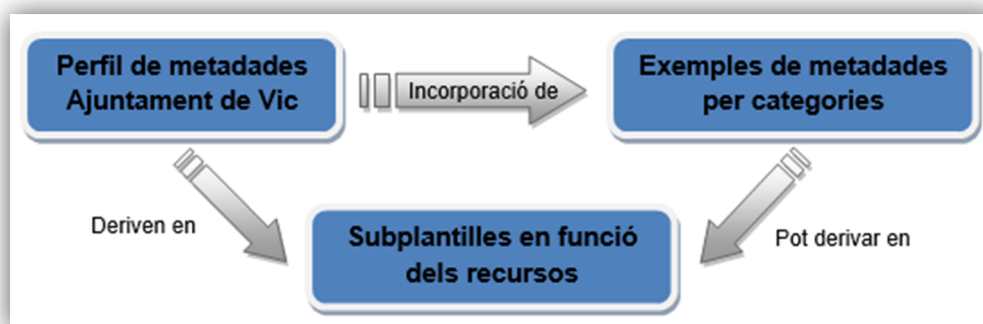 Perfil de metadades
Ajuntament de Vic
Incorporació de
Exemples de metadades
per categories
Deriven en
Subplantilles en funció
dels recursos
Pot derivar en